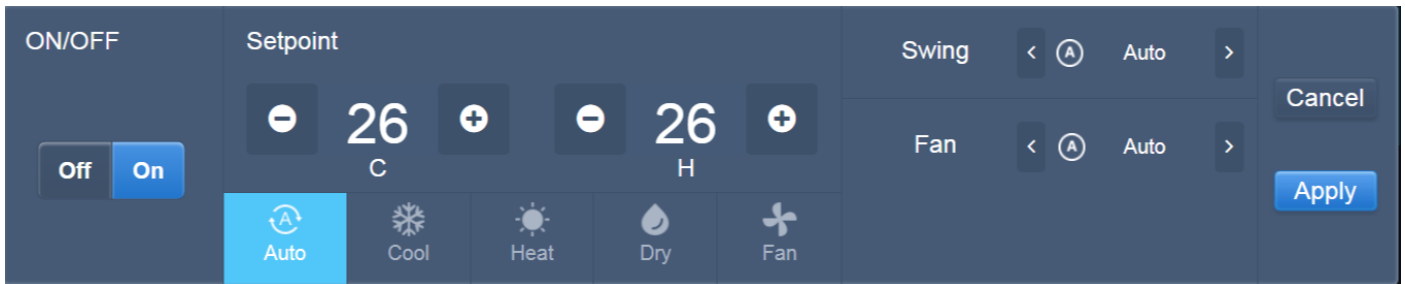 ON/OFF
Off On
Setpoint
26 26
C H
A
Auto Cool Heat Dry Fan
Swing < A Auto >
Fan < A Auto >
Cancel
Apply